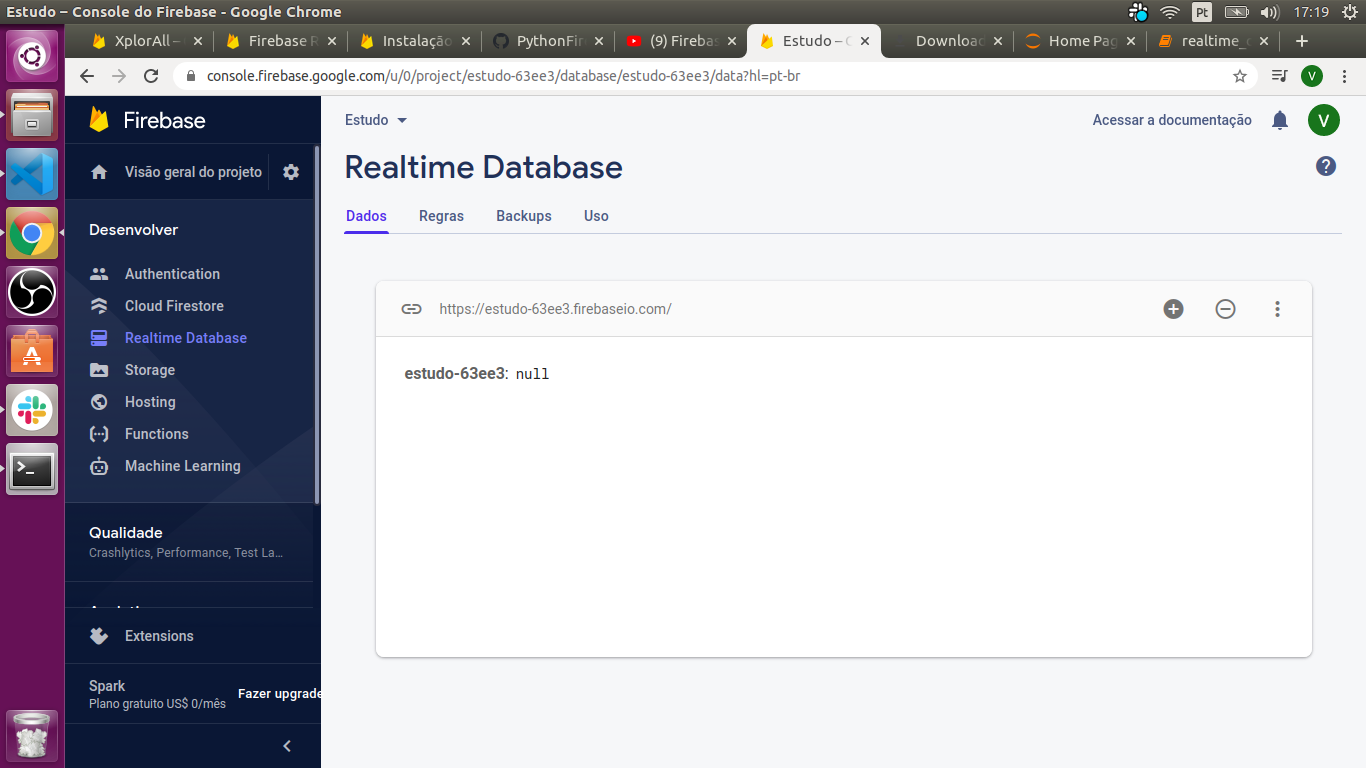 Estudo – Console do Firebase - Google Chrome
Pt
17:19
XplorAll –
Firebase R
Instalação
PythonFir
(9) Firebas
Estudo – C
Download
Home Pag
realtime_
console.firebase.google.com/u/0/project/estudo-63ee3/database/estudo-63ee3/data?hl=pt-br
V
Firebase
Estudo
Acessar a documentação
V
Visão geral do projeto
Realtime Database
?
Dados
Regras
Backups
Uso
Desenvolver
Authentication
Cloud Firestore
Realtime Database
Storage
Hosting
Functions
Machine Learning
https://estudo-63ee3.firebaseio.com/
estudo-63ee3: null
Qualidade
Crashlytics, Performance, Test La...
Extensions
Spark
Plano gratuito US$ 0/mês
Fazer upgrade